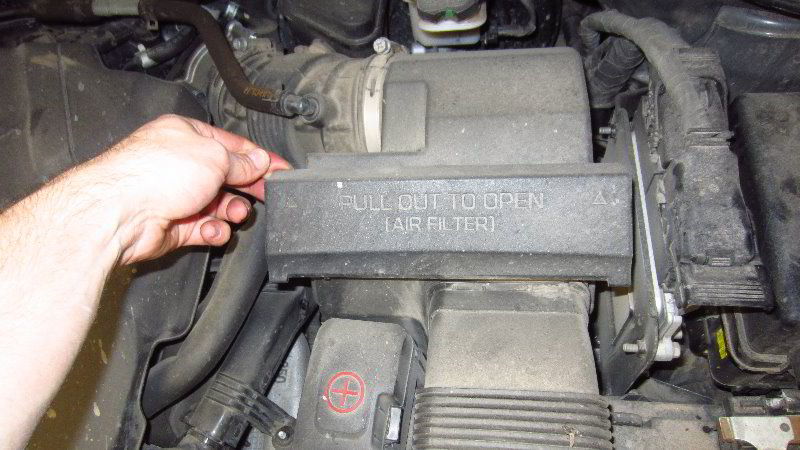 PULL OUT TO OPEN
[AIR FILTER]